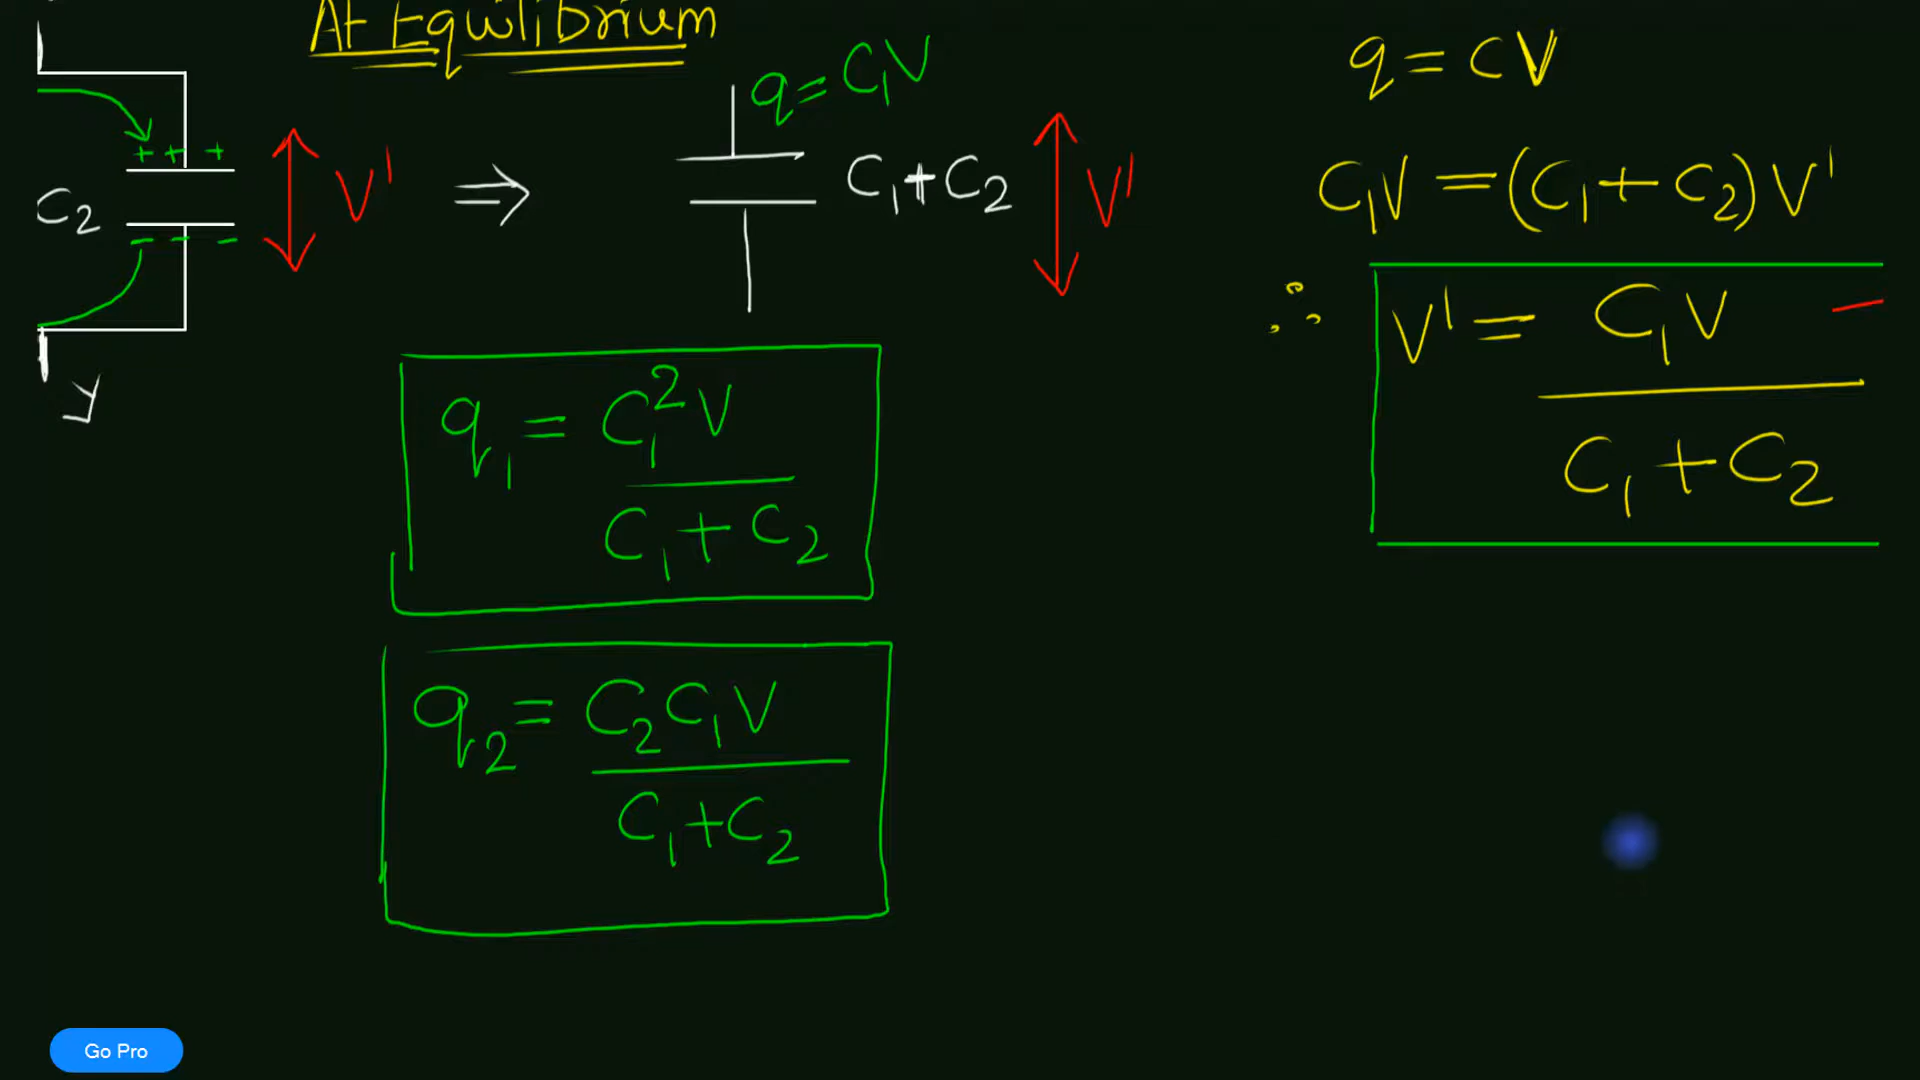 At Equilibrium
q = C₁V
C₂
V'
⇒
C₁+C₂
V'
y
q₁ = C₁²V
C₁ + C₂
q₂ = C₂C₁V
C₁+C₂
q = CV
C₁V = (C₁ + C₂)V'
∴ V' = C₁V
C₁ + C₂
Go Pro